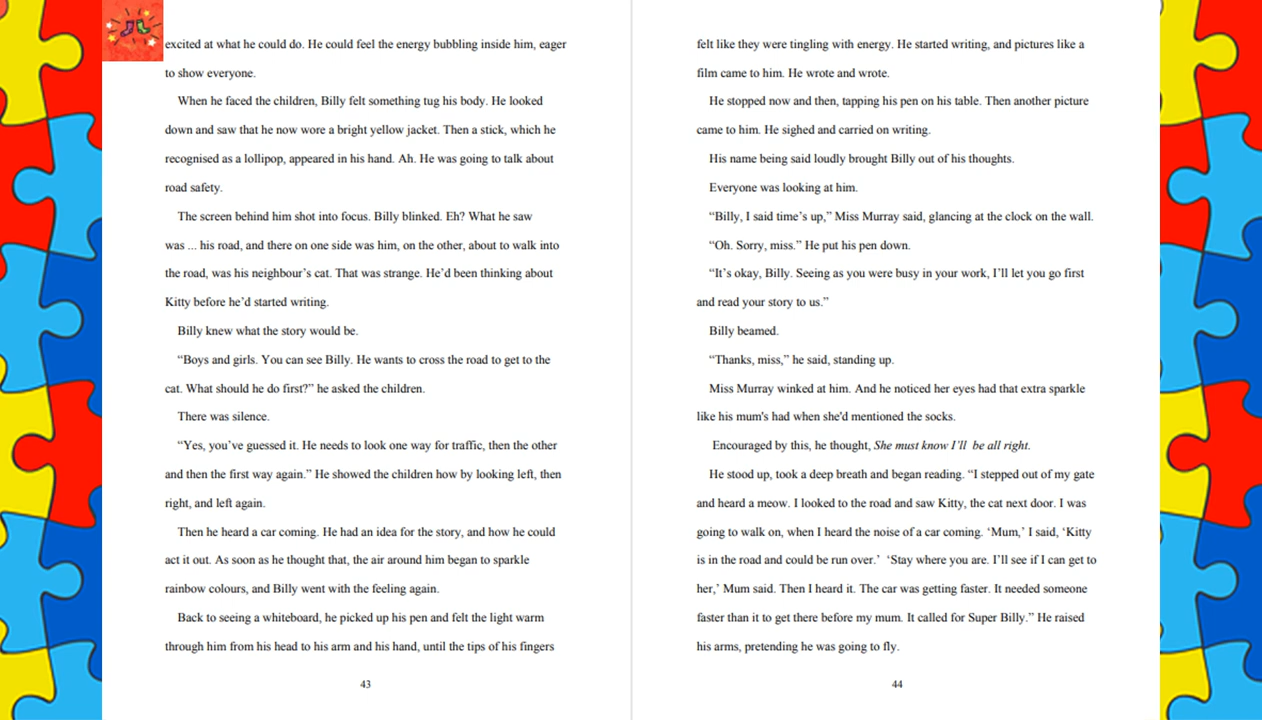 excited at what he could do. He could feel the energy bubbling inside him, eager
to show everyone.
When he faced the children, Billy felt something tug his body. He looked
down and saw that he now wore a bright yellow jacket. Then a stick, which he
recognised as a lollipop, appeared in his hand. Ah. He was going to talk about
road safety.
The screen behind him shot into focus. Billy blinked. Eh? What he saw
was ... his road, and there on one side was him, on the other, about to walk into
the road, was his neighbour’s cat. That was strange. He’d been thinking about
Kitty before he’d started writing.
Billy knew what the story would be.
“Boys and girls. You can see Billy. He wants to cross the road to get to the
cat. What should he do first?” he asked the children.
There was silence.
“Yes, you’ve guessed it. He needs to look one way for traffic, then the other
and then the first way again.” He showed the children how by looking left, then
right, and left again.
Then he heard a car coming. He had an idea for the story, and how he could
act it out. As soon as he thought that, the air around him began to sparkle
rainbow colours, and Billy went with the feeling again.
Back to seeing a whiteboard, he picked up his pen and felt the light warm
through him from his head to his arm and his hand, until the tips of his fingers
43
felt like they were tingling with energy. He started writing, and pictures like a
film came to him. He wrote and wrote.
He stopped now and then, tapping his pen on his table. Then another picture
came to him. He sighed and carried on writing.
His name being said loudly brought Billy out of his thoughts.
Everyone was looking at him.
“Billy, I said time’s up,” Miss Murray said, glancing at the clock on the wall.
“Oh. Sorry, miss.” He put his pen down.
“It’s okay, Billy. Seeing as you were busy in your work, I’ll let you go first
and read your story to us.”
Billy beamed.
“Thanks, miss,” he said, standing up.
Miss Murray winked at him. And he noticed her eyes had that extra sparkle
like his mum's had when she'd mentioned the socks.
Encouraged by this, he thought, She must know I’ll be all right.
He stood up, took a deep breath and began reading. “I stepped out of my gate
and heard a meow. I looked to the road and saw Kitty, the cat next door. I was
going to walk on, when I heard the noise of a car coming. ‘Mum,’ I said, ‘Kitty
is in the road and could be run over.’ ‘Stay where you are. I’ll see if I can get to
her,’ Mum said. Then I heard it. The car was getting faster. It needed someone
faster than it to get there before my mum. It called for Super Billy.” He raised
his arms, pretending he was going to fly.
44